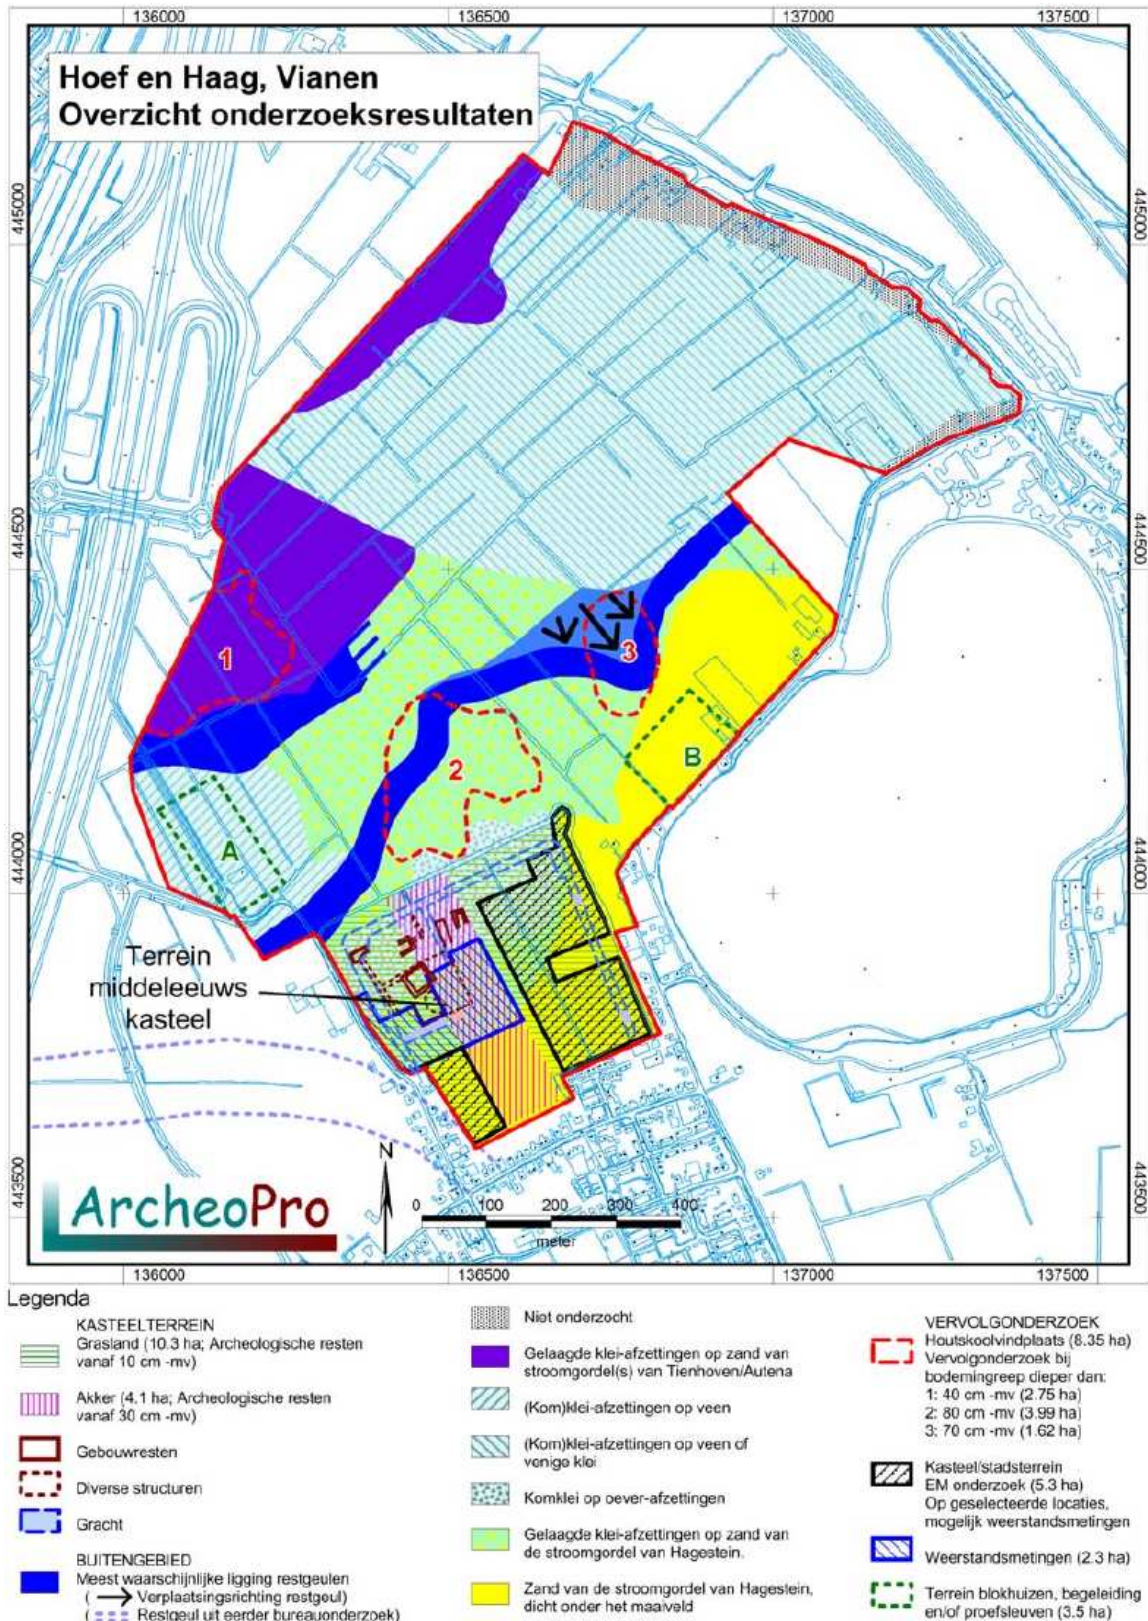 136000
136500
137000
137500
Hoef en Haag, Vianen
Overzicht onderzoeksresultaten
445000
445000
444500
444500
1
3
2
B
A
444000
444000
Terrein
middeleeuws
kasteel
443500
443500
N
ArcheoPro
0 100 200 300 400
meter
136000
136500
137000
137500
Legenda
KASTEELTERREIN
Grasland (10.3 ha; Archeologische resten
vanaf 10 cm -mv)
Akker (4.1 ha; Archeologische resten
vanaf 30 cm -mv)
Gebouwresten
Diverse structuren
Gracht
BUITENGEBIED
Meest waarschijnlijke ligging restgeulen
( → Verplaatsingsrichting restgeul)
( Restgeul uit eerder bureauonderzoek)
Niet onderzocht
Gelaagde klei-afzettingen op zand van
stroomgordel(s) van Tienhoven/Autena
(Kom)klei-afzettingen op veen
(Kom)klei-afzettingen op veen of
venige klei
Komklei op oever-afzettingen
Gelaagde klei-afzettingen op zand van
de stroomgordel van Hagestein.
Zand van de stroomgordel van Hagestein,
dicht onder het maaiveld
VERVOLGONDERZOEK
Houtskoolvindplaats (8.35 ha)
Vervolgonderzoek bij
bodemingreep dieper dan:
1: 40 cm -mv (2.75 ha)
2: 80 cm -mv (3.99 ha)
3: 70 cm -mv (1.62 ha)
Kasteel/stadsterrein
EM onderzoek (5.3 ha)
Op geselecteerde locaties,
mogelijk weerstandsmetingen
Weerstandsmetingen (2.3 ha)
Terrein blokhuizen, begeleiding
en/of proefsleuven (3.5 ha)